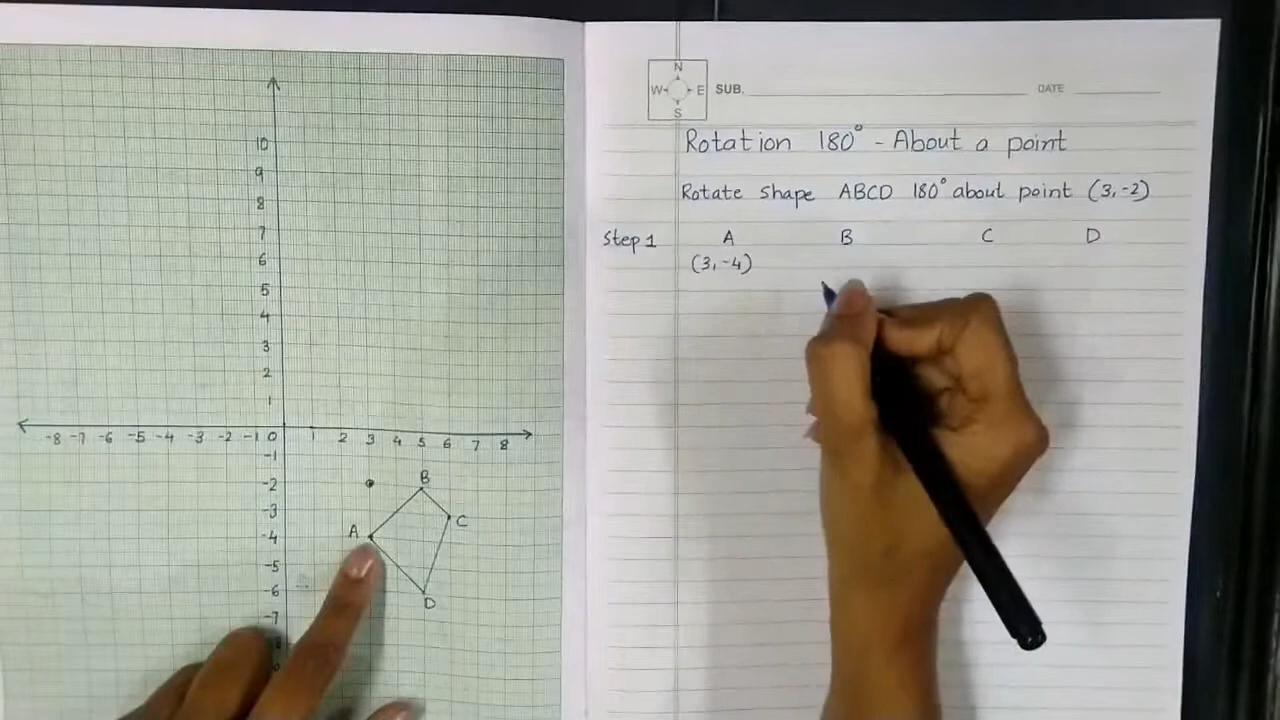 10
9
8
7
6
5
4
3
2
1
-8 -7 -6 -5 -4 -3 -2 -1 0 1 2 3 4 5 6 7 8
-1
-2
-3
-4
-5
-6
-7
B
C
A
D
N
W E
S
SUB. DATE
Rotation 180° - About a point
Rotate shape ABCD 180° about point (3,-2)
Step 1 A B C D
(3,-4)